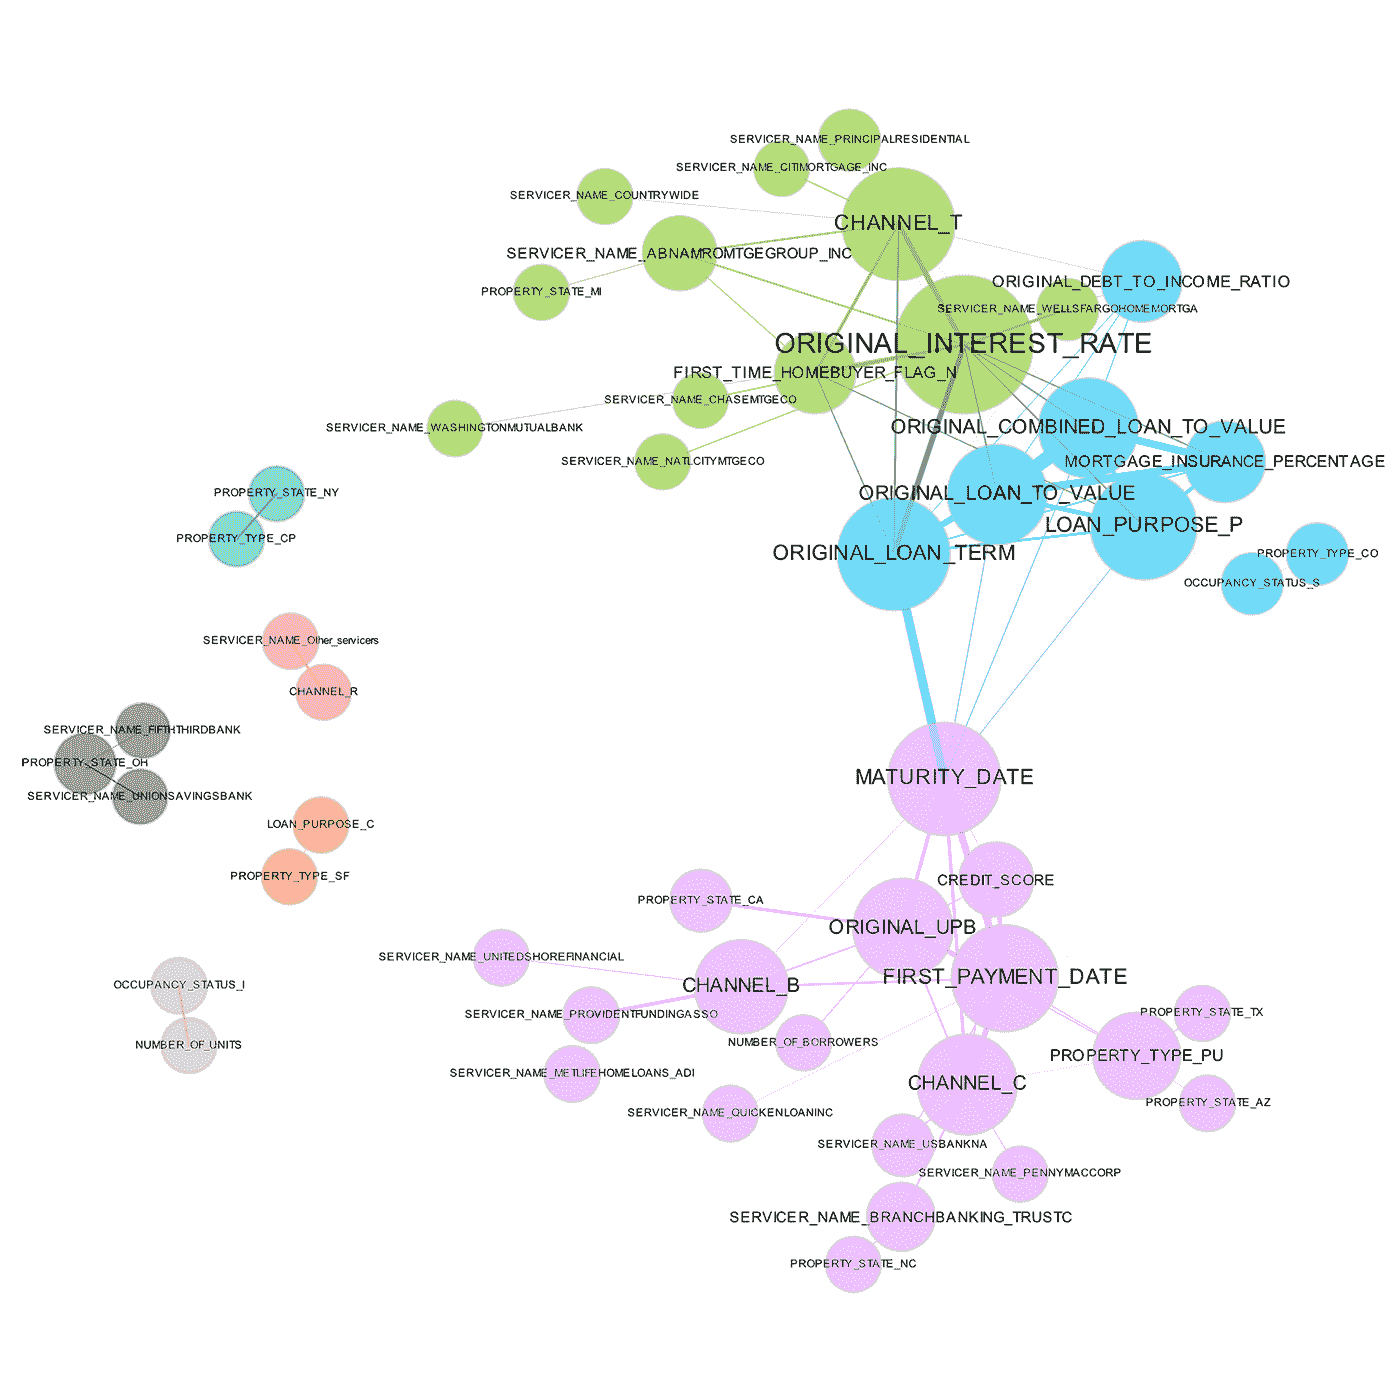 SERVICER_NAME_PRINCIPALRESIDENTIAL
SERVICER_NAME_CITIMORTGAGE_INC
SERVICER_NAME_COUNTRYWIDE
CHANNEL_T
SERVICER_NAME_ABNAMROMTGEGROUP_INC
ORIGINAL_DEBT_TO_INCOME_RATIO
PROPERTY_STATE_MI
SERVICER_NAME_WELLSFARGOHOMEMORTGA
ORIGINAL_INTEREST_RATE
FIRST_TIME_HOMEBUYER_FLAG_N
SERVICER_NAME_CHASEMTGECO
SERVICER_NAME_WASHINGTONMUTUALBANK
ORIGINAL_COMBINED_LOAN_TO_VALUE
SERVICER_NAME_NATLCITYMTGECO
MORTGAGE_INSURANCE_PERCENTAGE
PROPERTY_STATE_NY
ORIGINAL_LOAN_TO_VALUE
LOAN_PURPOSE_P
PROPERTY_TYPE_CP
ORIGINAL_LOAN_TERM
PROPERTY_TYPE_CO
OCCUPANCY_STATUS_S
SERVICER_NAME_Other_servicers
CHANNEL_R
SERVICER_NAME_FIFTHTHIRDBANK
PROPERTY_STATE_OH
MATURITY_DATE
SERVICER_NAME_UNIONSAVINGSBANK
LOAN_PURPOSE_C
PROPERTY_TYPE_SF
CREDIT_SCORE
PROPERTY_STATE_CA
ORIGINAL_UPB
SERVICER_NAME_UNITEDSHOREFINANCIAL
FIRST_PAYMENT_DATE
OCCUPANCY_STATUS_I
CHANNEL_B
SERVICER_NAME_PROVIDENTFUNDINGASSO
PROPERTY_STATE_TX
NUMBER_OF_BORROWERS
NUMBER_OF_UNITS
PROPERTY_TYPE_PU
SERVICER_NAME_METLIFEHOMELOANS_ADI
CHANNEL_C
PROPERTY_STATE_AZ
SERVICER_NAME_QUICKENLOANINC
SERVICER_NAME_USBANKNA
SERVICER_NAME_PENNYMACCORP
SERVICER_NAME_BRANCHBANKING_TRUSTC
PROPERTY_STATE_NC